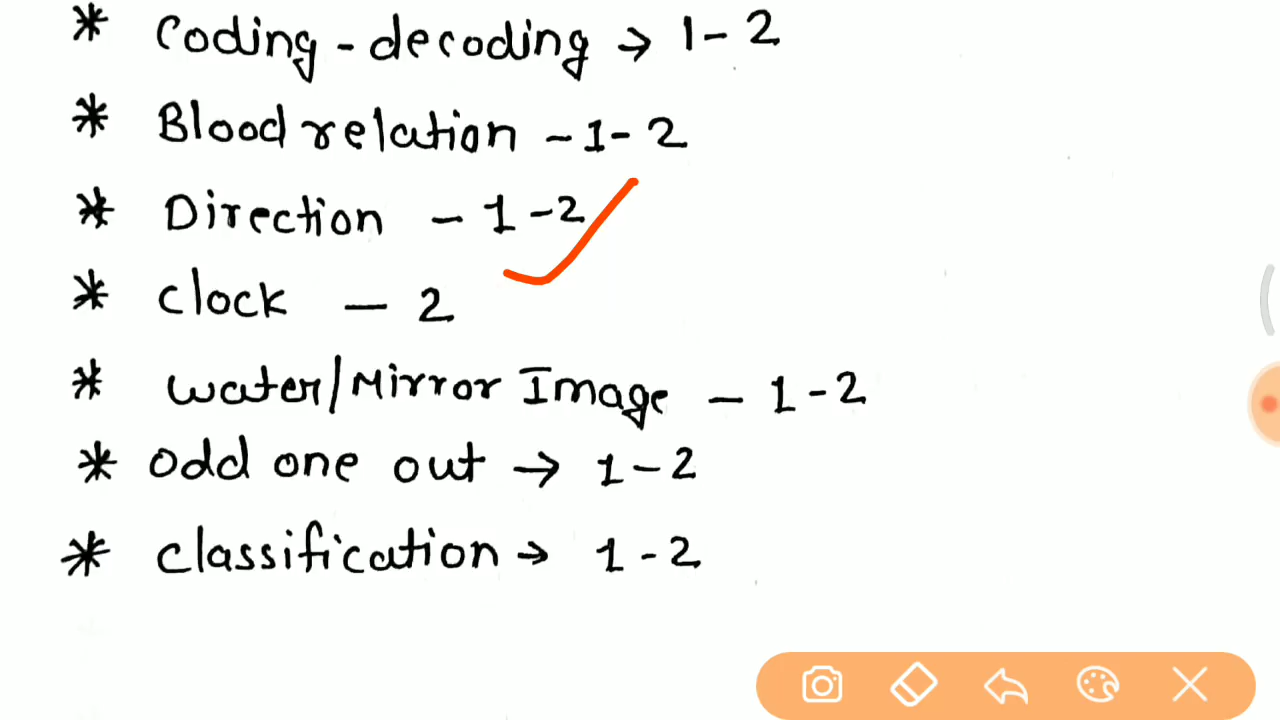 * Coding - decoding → 1 - 2
* Blood relation - 1 - 2
* Direction - 1 - 2
* Clock - 2
* Water/Mirror Image - 1 - 2
* Odd one out → 1 - 2
* Classification → 1 - 2